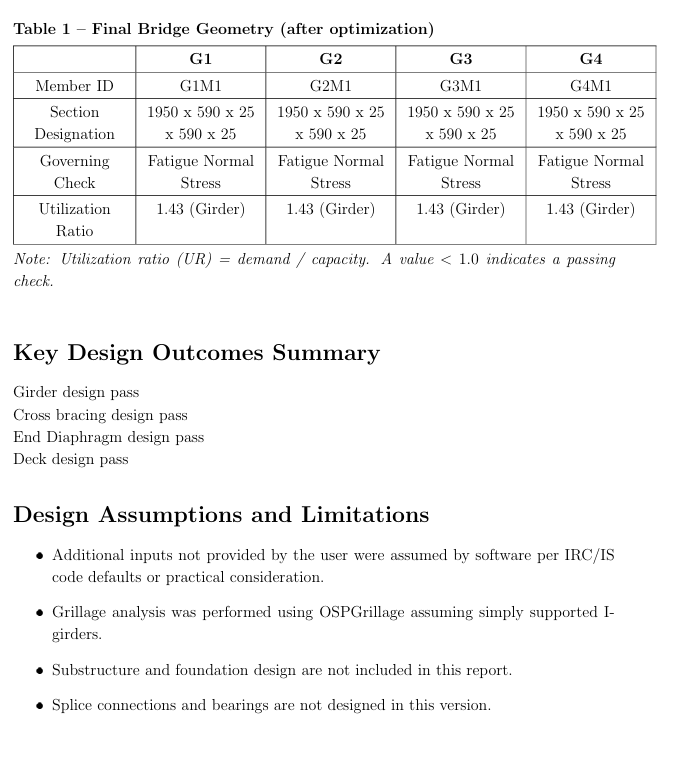 Table 1 – Final Bridge Geometry (after optimization)
G1 G2 G3 G4
Member ID G1M1 G2M1 G3M1 G4M1
Section Designation 1950 x 590 x 25 x 590 x 25 1950 x 590 x 25 x 590 x 25 1950 x 590 x 25 x 590 x 25 1950 x 590 x 25 x 590 x 25
Governing Check Fatigue Normal Stress Fatigue Normal Stress Fatigue Normal Stress Fatigue Normal Stress
Utilization Ratio 1.43 (Girder) 1.43 (Girder) 1.43 (Girder) 1.43 (Girder)
Note: Utilization ratio (UR) = demand / capacity. A value < 1.0 indicates a passing
check.
Key Design Outcomes Summary
Girder design pass
Cross bracing design pass
End Diaphragm design pass
Deck design pass
Design Assumptions and Limitations
• Additional inputs not provided by the user were assumed by software per IRC/IS
code defaults or practical consideration.
• Grillage analysis was performed using OSPGrillage assuming simply supported I-
girders.
• Substructure and foundation design are not included in this report.
• Splice connections and bearings are not designed in this version.